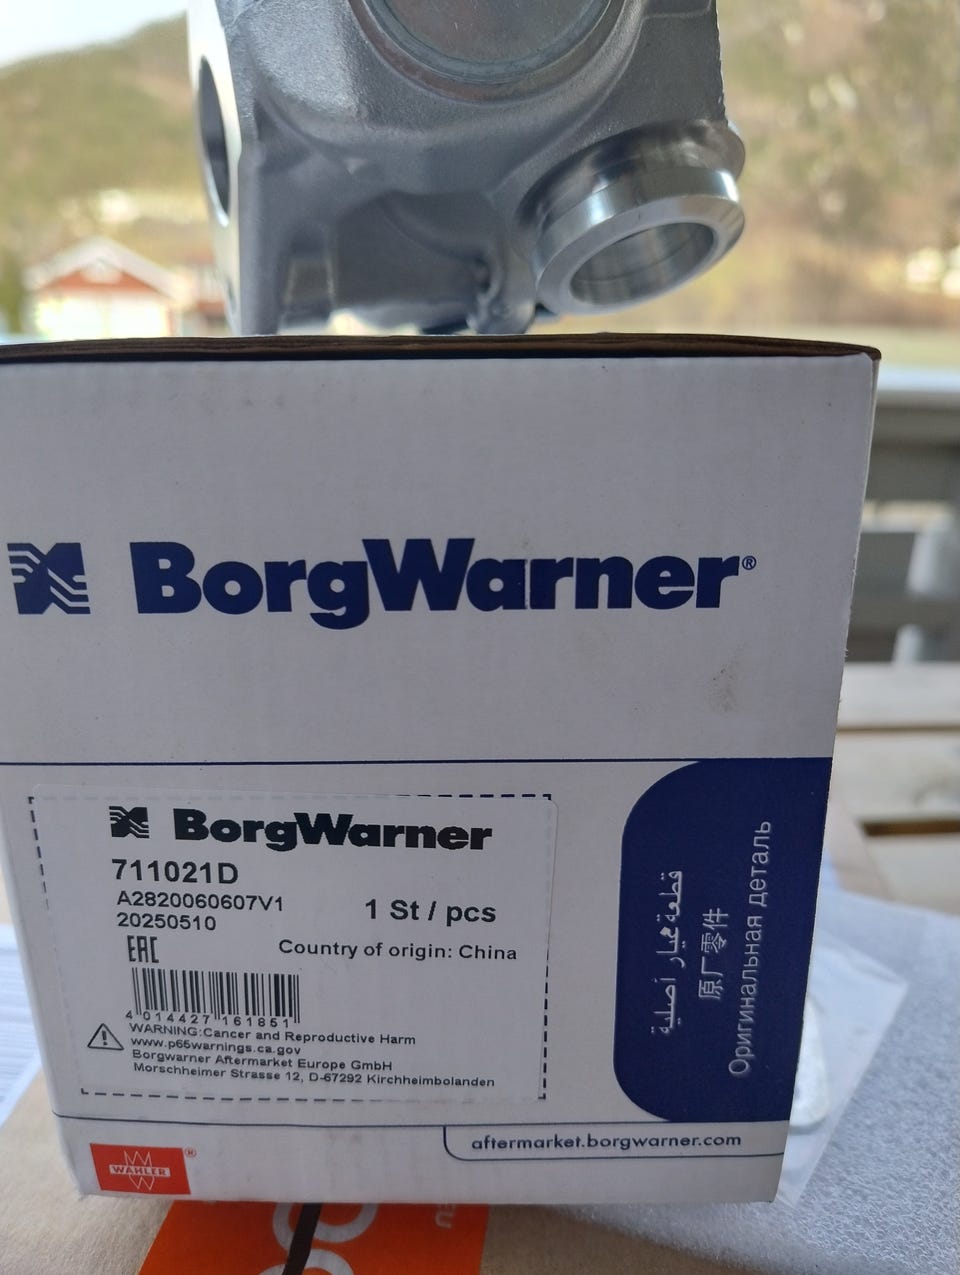 BorgWarner®
BorgWarner
711021D
A2820060607V1
20250510
1 St / pcs
EAC
Country of origin: China
4 014427 161851
WARNING:Cancer and Reproductive Harm
www.p65warnings.ca.gov
Borgwarner Aftermarket Europe GmbH
Morschheimer Strasse 12, D-67292 Kirchheimbolanden
قطعة غيار أصلية
原厂零件
Оригинальная деталь
aftermarket.borgwarner.com
WAHLER®